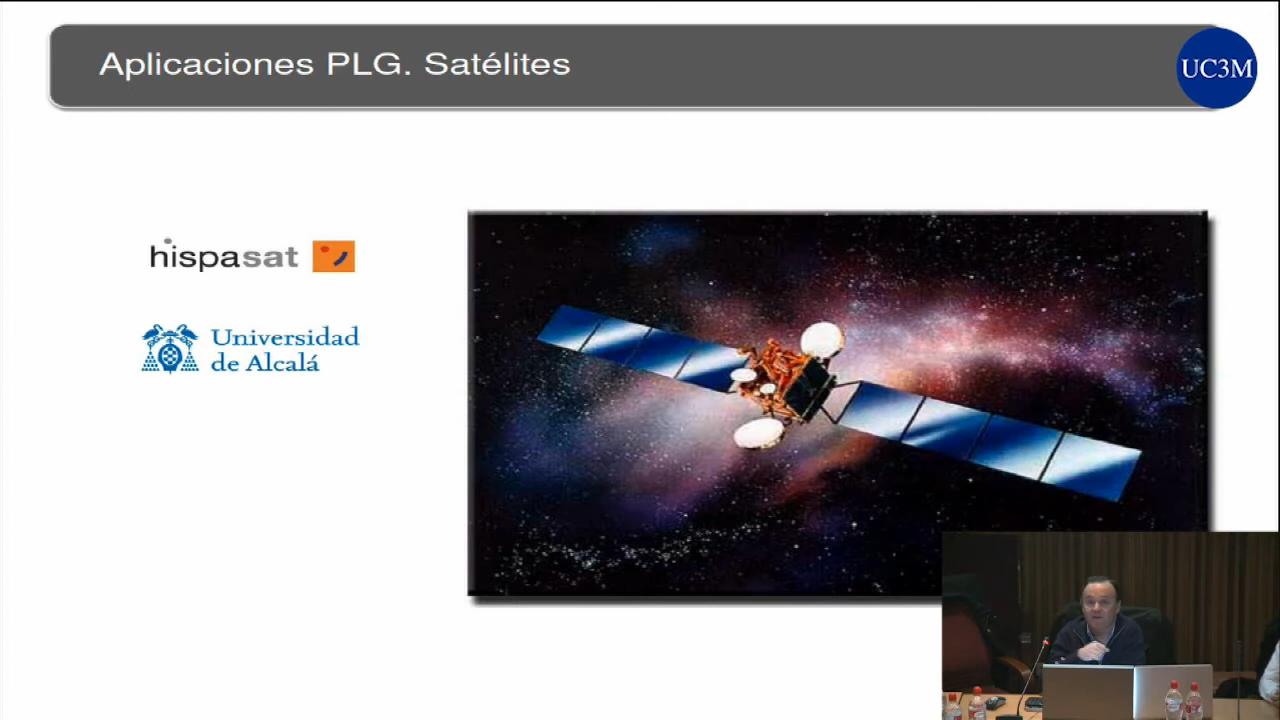 Aplicaciones PLG. Satélites
UC3M
hispasat
Universidad
de Alcalá